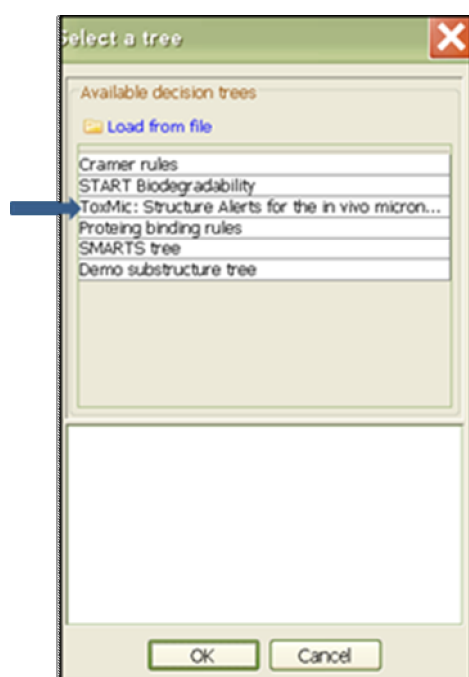 Select a tree
Available decision trees
Load from file
Cramer rules
START Biodegradability
ToxMic: Structure Alerts for the in vivo micron...
Proteing binding rules
SMARTS tree
Demo substructure tree
OK
Cancel